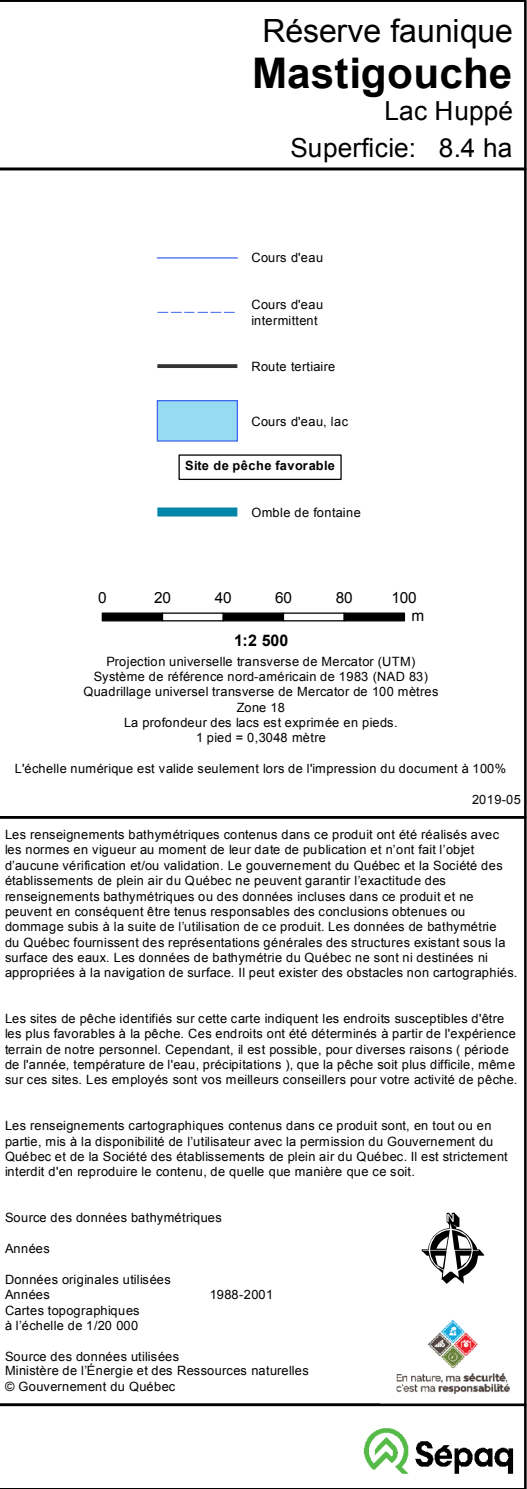 Réserve faunique
Mastigouche
Lac Huppé
Superficie: 8.4 ha
Cours d'eau
Cours d'eau
intermittent
Route tertiaire
Cours d'eau, lac
Site de pêche favorable
Omble de fontaine
0 20 40 60 80 100
m
1:2 500
Projection universelle transverse de Mercator (UTM)
Système de référence nord-américain de 1983 (NAD 83)
Quadrillage universel transverse de Mercator de 100 mètres
Zone 18
La profondeur des lacs est exprimée en pieds.
1 pied = 0,3048 mètre
L'échelle numérique est valide seulement lors de l'impression du document à 100%
2019-05
Les renseignements bathymétriques contenus dans ce produit ont été réalisés avec
les normes en vigueur au moment de leur date de publication et n'ont fait l'objet
d'aucune vérification et/ou validation. Le gouvernement du Québec et la Société des
établissements de plein air du Québec ne peuvent garantir l'exactitude des
renseignements bathymétriques ou des données incluses dans ce produit et ne
peuvent en conséquent être tenus responsables des conclusions obtenues ou
dommage subis à la suite de l'utilisation de ce produit. Les données de bathymétrie
du Québec fournissent des représentations générales des structures existant sous la
surface des eaux. Les données de bathymétrie du Québec ne sont ni destinées ni
appropriées à la navigation de surface. Il peut exister des obstacles non cartographiés.
Les sites de pêche identifiés sur cette carte indiquent les endroits susceptibles d'être
les plus favorables à la pêche. Ces endroits ont été déterminés à partir de l'expérience
terrain de notre personnel. Cependant, il est possible, pour diverses raisons ( période
de l'année, température de l'eau, précipitations ), que la pêche soit plus difficile, même
sur ces sites. Les employés sont vos meilleurs conseillers pour votre activité de pêche.
Les renseignements cartographiques contenus dans ce produit sont, en tout ou en
partie, mis à la disponibilité de l'utilisateur avec la permission du Gouvernement du
Québec et de la Société des établissements de plein air du Québec. Il est strictement
interdit d'en reproduire le contenu, de quelle que manière que ce soit.
Source des données bathymétriques
Années
Données originales utilisées
Années 1988-2001
Cartes topographiques
à l'échelle de 1/20 000
Source des données utilisées
Ministère de l'Énergie et des Ressources naturelles
© Gouvernement du Québec
N
En nature, ma sécurité,
c'est ma responsabilité
Sépaq